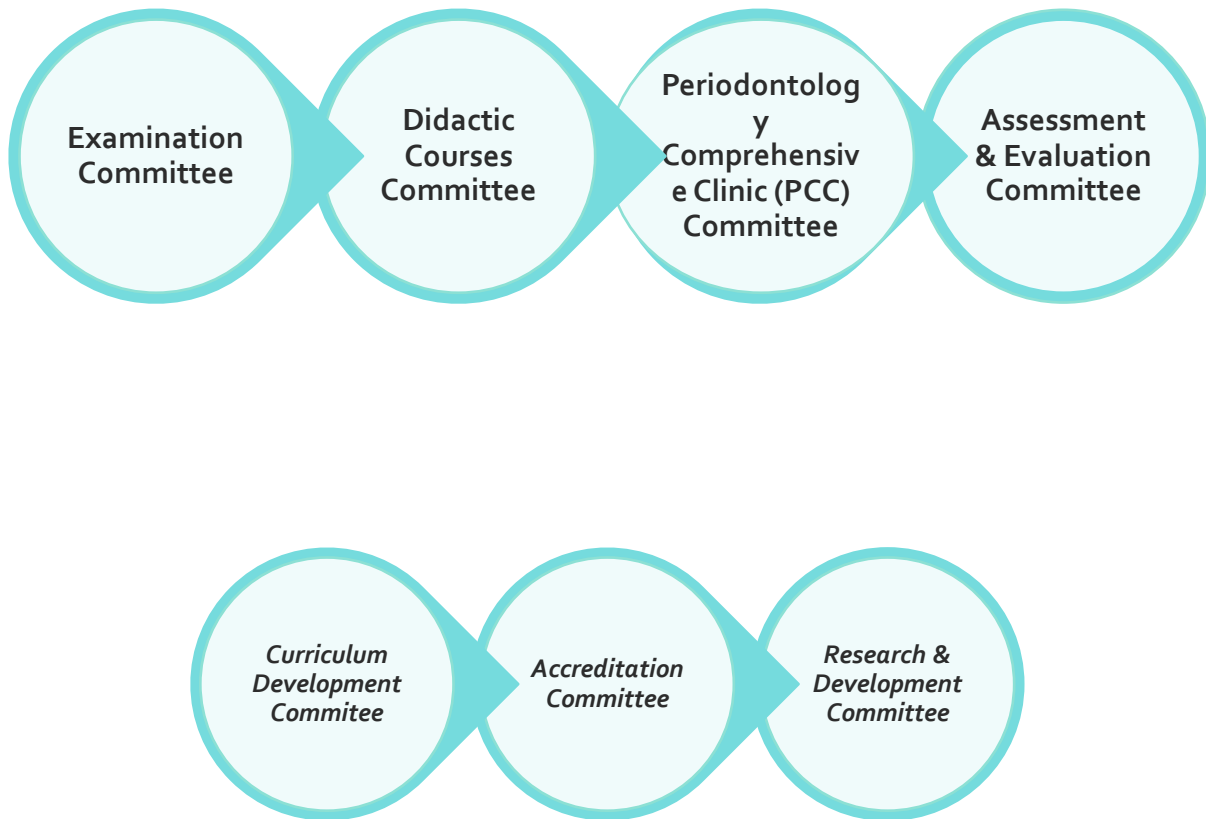 Examination
Committee
Didactic
Courses
Committee
Periodontolog
y
Comprehensiv
e Clinic (PCC)
Committee
Assessment
& Evaluation
Committee
Curriculum
Development
Commitee
Accreditation
Committee
Research &
Development
Committee